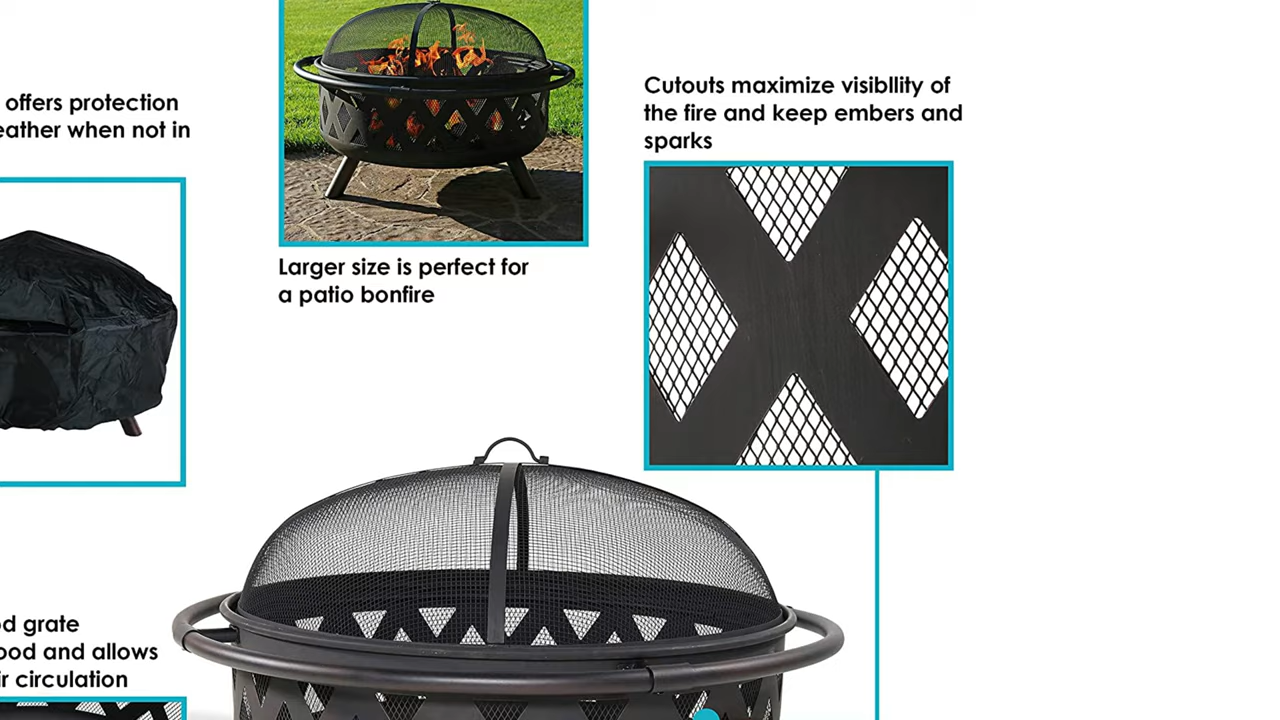 offers protection
eather when not in
Larger size is perfect for
a patio bonfire
Cutouts maximize visibllity of
the fire and keep embers and
sparks
od grate
ood and allows
ir circulation